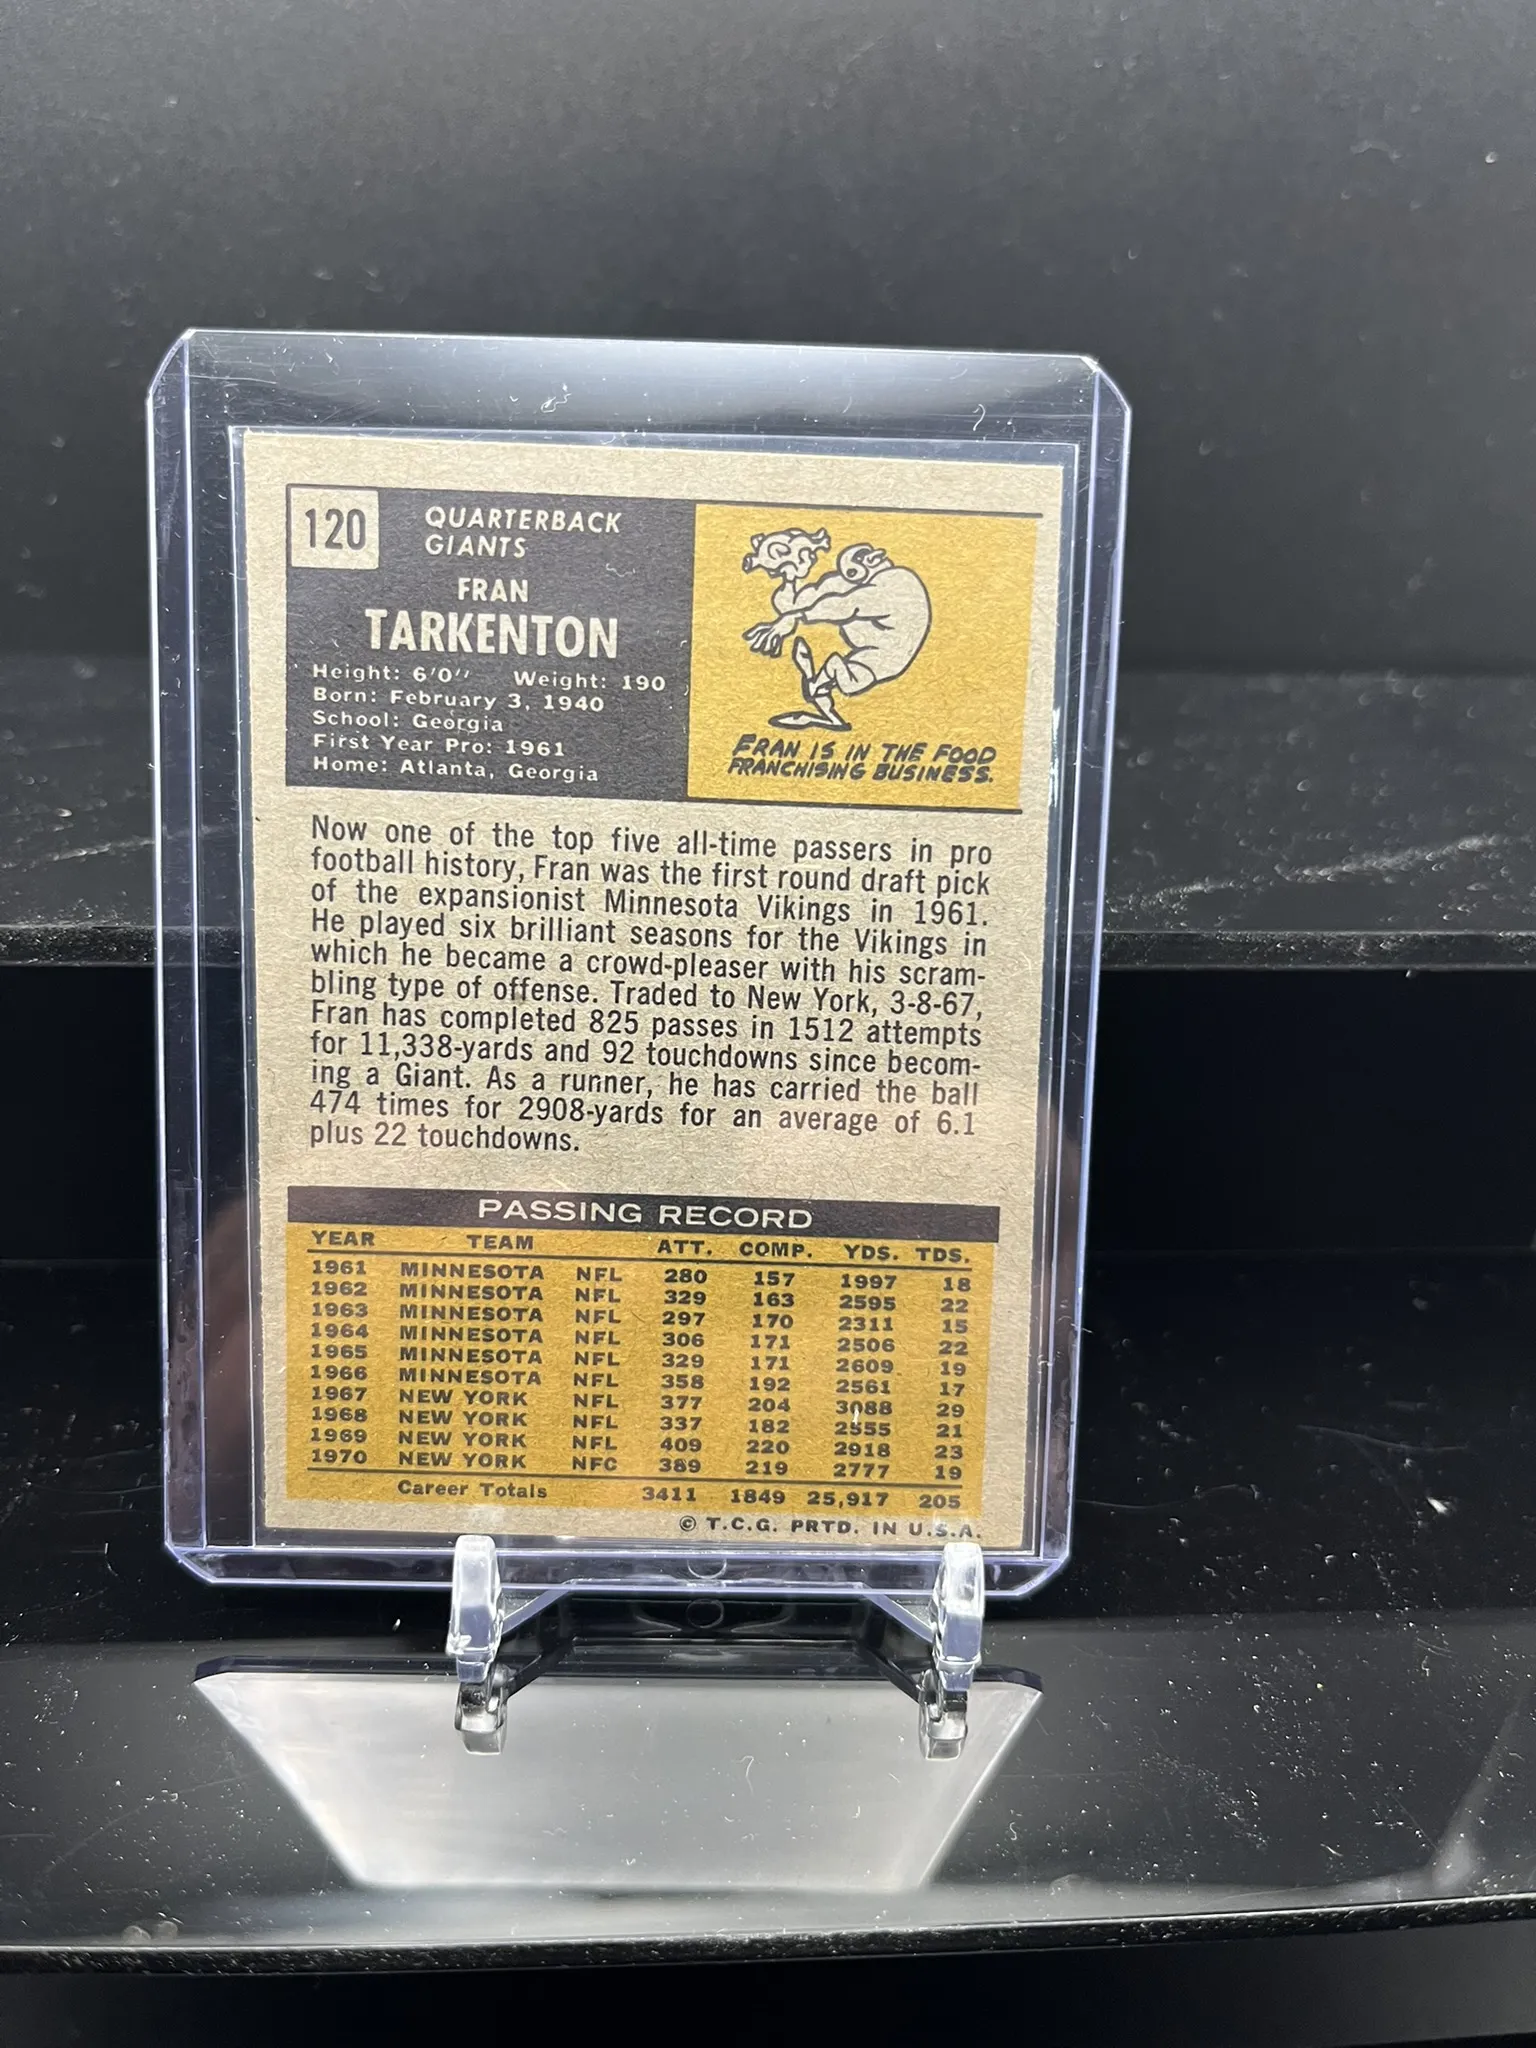 120
QUARTERBACK
GIANTS
FRAN
TARKENTON
Height: 6'0" Weight: 190
Born: February 3, 1940
School: Georgia
First Year Pro: 1961
Home: Atlanta, Georgia
FRAN IS IN THE FOOD
FRANCHISING BUSINESS.
Now one of the top five all-time passers in pro
football history, Fran was the first round draft pick
of the expansionist Minnesota Vikings in 1961.
He played six brilliant seasons for the Vikings in
which he became a crowd-pleaser with his scram-
bling type of offense. Traded to New York, 3-8-67,
Fran has completed 825 passes in 1512 attempts
for 11,338-yards and 92 touchdowns since becom-
ing a Giant. As a runner, he has carried the ball
474 times for 2908-yards for an average of 6.1
plus 22 touchdowns.
PASSING RECORD
YEAR TEAM ATT. COMP. YDS. TDS.
1961 MINNESOTA NFL 280 157 1997 18
1962 MINNESOTA NFL 329 163 2595 22
1963 MINNESOTA NFL 297 170 2311 15
1964 MINNESOTA NFL 306 171 2506 22
1965 MINNESOTA NFL 329 171 2609 19
1966 MINNESOTA NFL 358 192 2561 17
1967 NEW YORK NFL 377 204 3088 29
1968 NEW YORK NFL 337 182 2555 21
1969 NEW YORK NFL 409 220 2918 23
1970 NEW YORK NFC 389 219 2777 19
Career Totals 3411 1849 25,917 205
© T.C.G. PRTD. IN U.S.A.